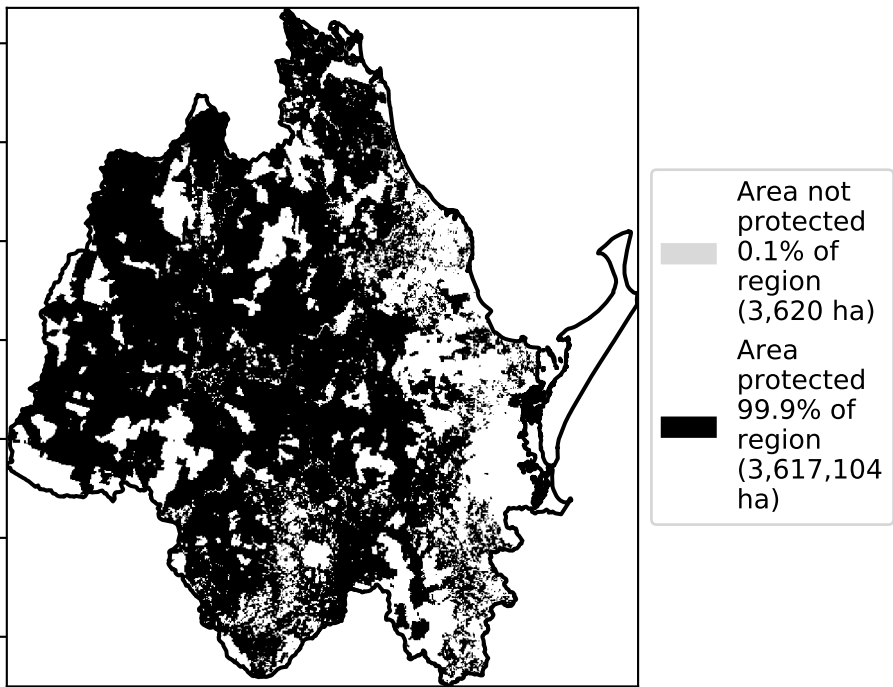 Area not
protected
0.1% of
region
(3,620 ha)
Area
protected
99.9% of
region
(3,617,104
ha)